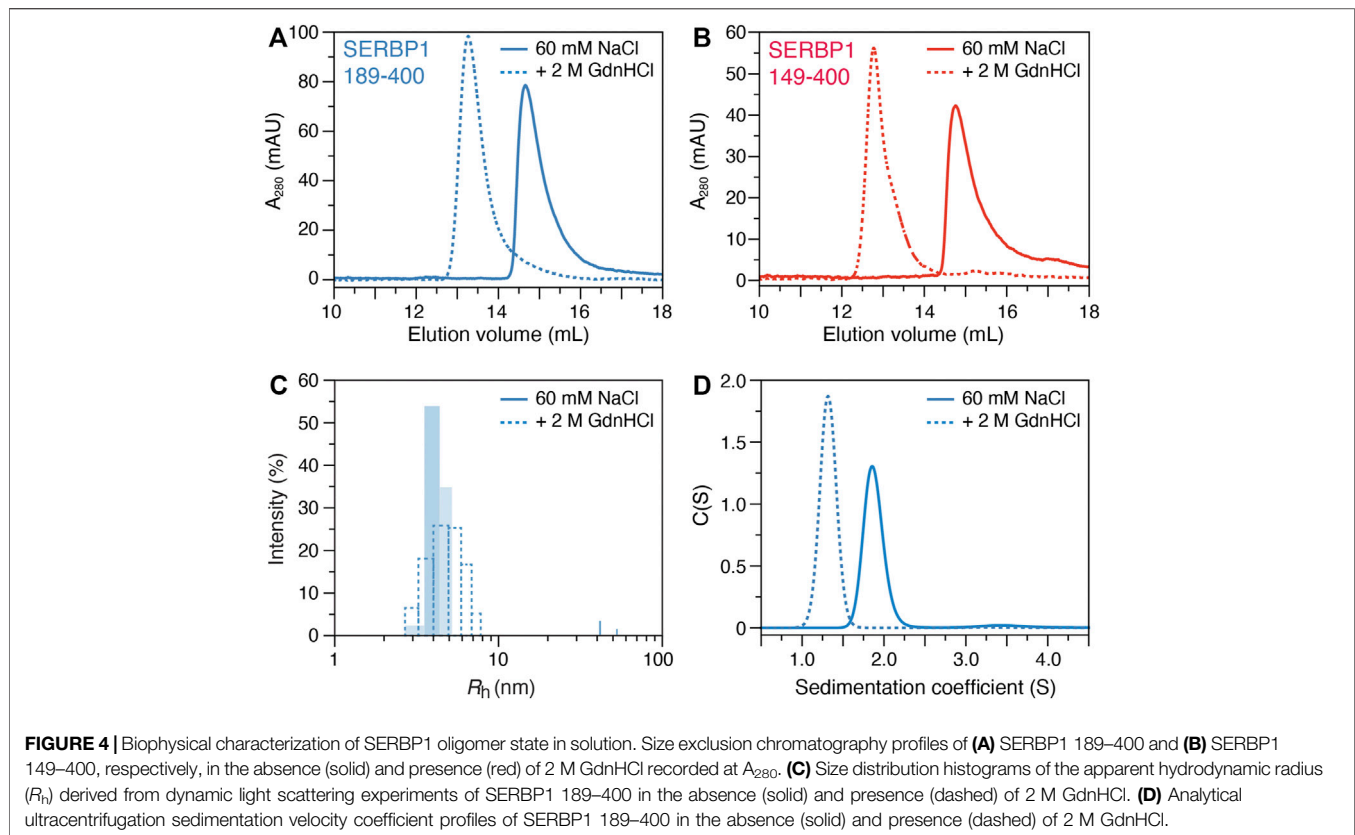 A
SERBP1
189-400
60 mM NaCl
+ 2 M GdnHCl
A280 (mAU)
100
80
60
40
20
0
10 12 14 16 18
Elution volume (mL)
B
SERBP1
149-400
60 mM NaCl
+ 2 M GdnHCl
A280 (mAU)
60
50
40
30
20
10
0
10 12 14 16 18
Elution volume (mL)
C
60 mM NaCl
+ 2 M GdnHCl
Intensity (%)
60
50
40
30
20
10
0
1 10 100
Rh (nm)
D
60 mM NaCl
+ 2 M GdnHCl
C(S)
2.0
1.5
1.0
0.5
0
1.0 2.0 3.0 4.0
Sedimentation coefficient (S)
FIGURE 4 | Biophysical characterization of SERBP1 oligomer state in solution. Size exclusion chromatography profiles of (A) SERBP1 189–400 and (B) SERBP1
149–400, respectively, in the absence (solid) and presence (red) of 2 M GdnHCl recorded at A280. (C) Size distribution histograms of the apparent hydrodynamic radius
(Rh) derived from dynamic light scattering experiments of SERBP1 189–400 in the absence (solid) and presence (dashed) of 2 M GdnHCl. (D) Analytical
ultracentrifugation sedimentation velocity coefficient profiles of SERBP1 189–400 in the absence (solid) and presence (dashed) of 2 M GdnHCl.